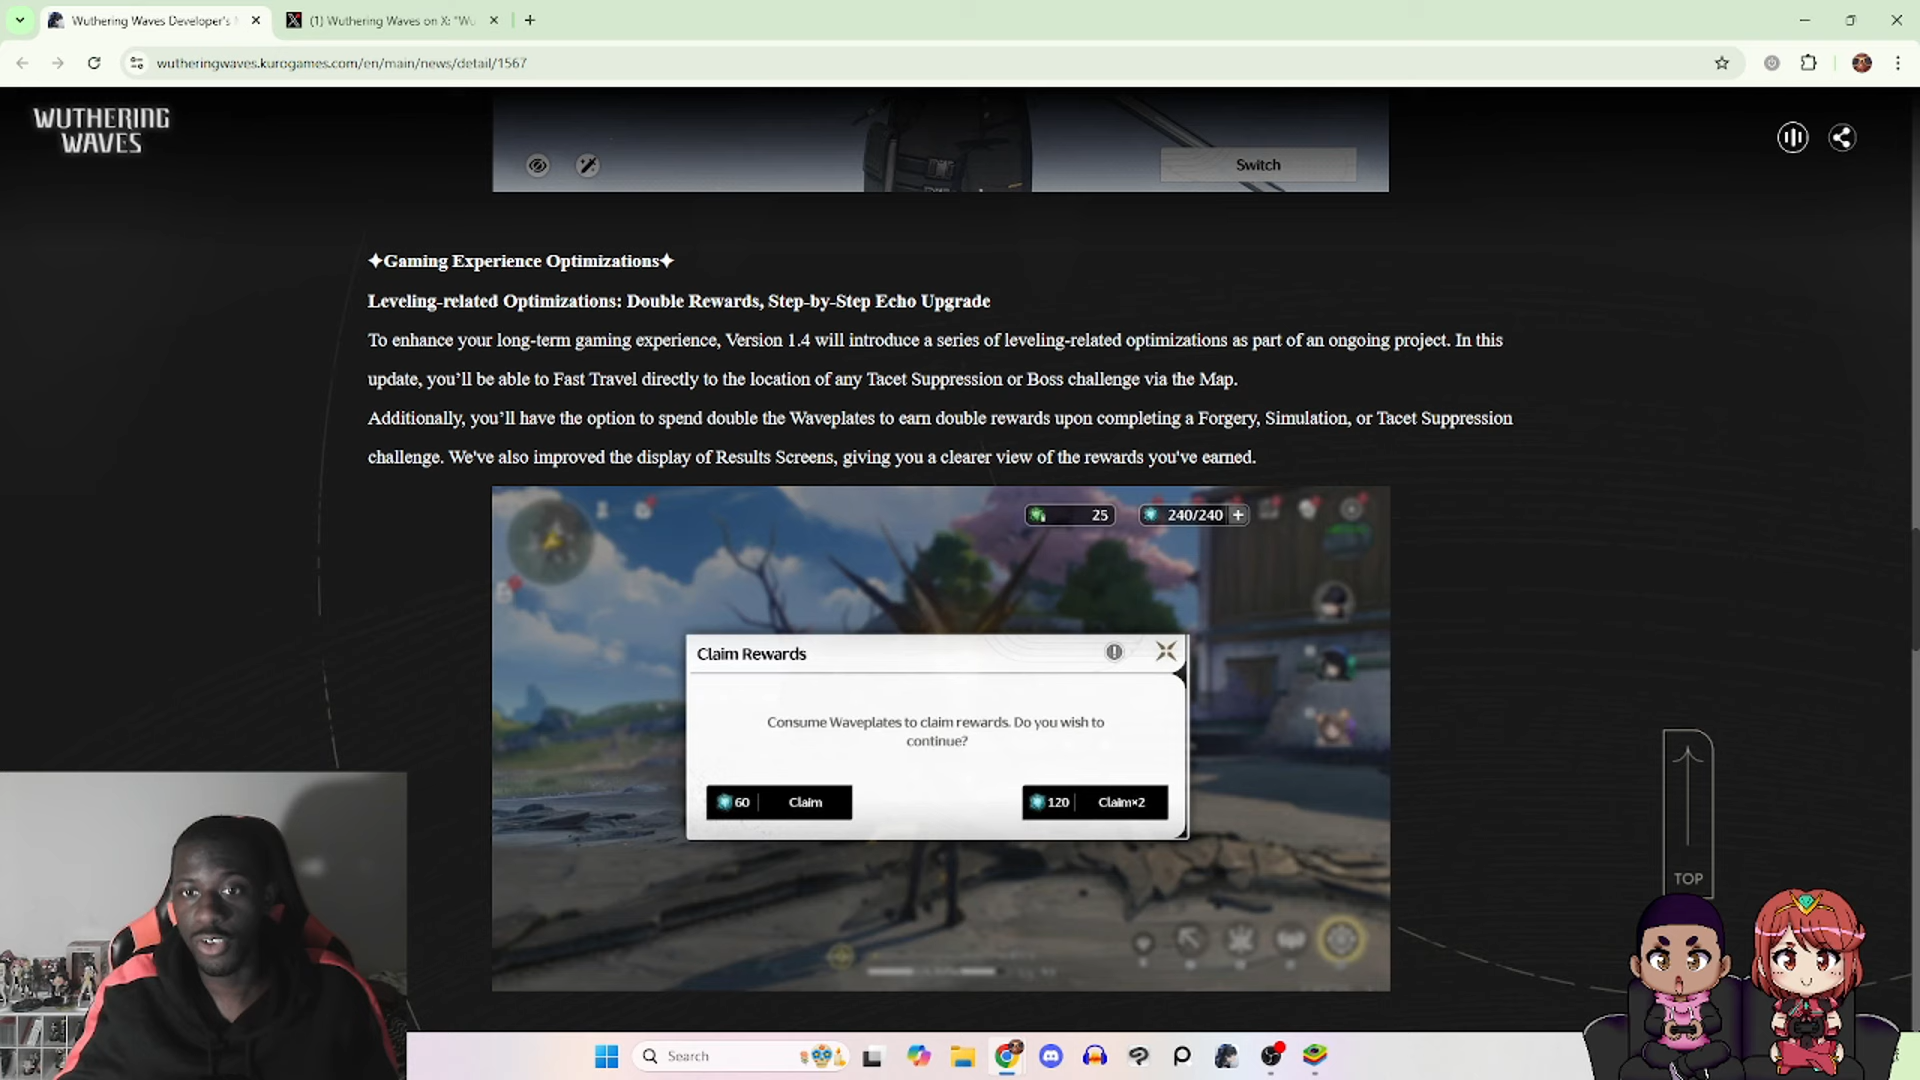 Wuthering Waves Developer's
(1) Wuthering Waves on X: "Wu
wutheringwaves.kurogames.com/en/main/news/detail/1567
WUTHERING
WAVES
Switch
✦Gaming Experience Optimizations✦
Leveling-related Optimizations: Double Rewards, Step-by-Step Echo Upgrade
To enhance your long-term gaming experience, Version 1.4 will introduce a series of leveling-related optimizations as part of an ongoing project. In this
update, you’ll be able to Fast Travel directly to the location of any Tacet Suppression or Boss challenge via the Map.
Additionally, you’ll have the option to spend double the Waveplates to earn double rewards upon completing a Forgery, Simulation, or Tacet Suppression
challenge. We've also improved the display of Results Screens, giving you a clearer view of the rewards you've earned.
25
240/240
Claim Rewards
Consume Waveplates to claim rewards. Do you wish to
continue?
60 Claim
120 Claim×2
TOP
Search